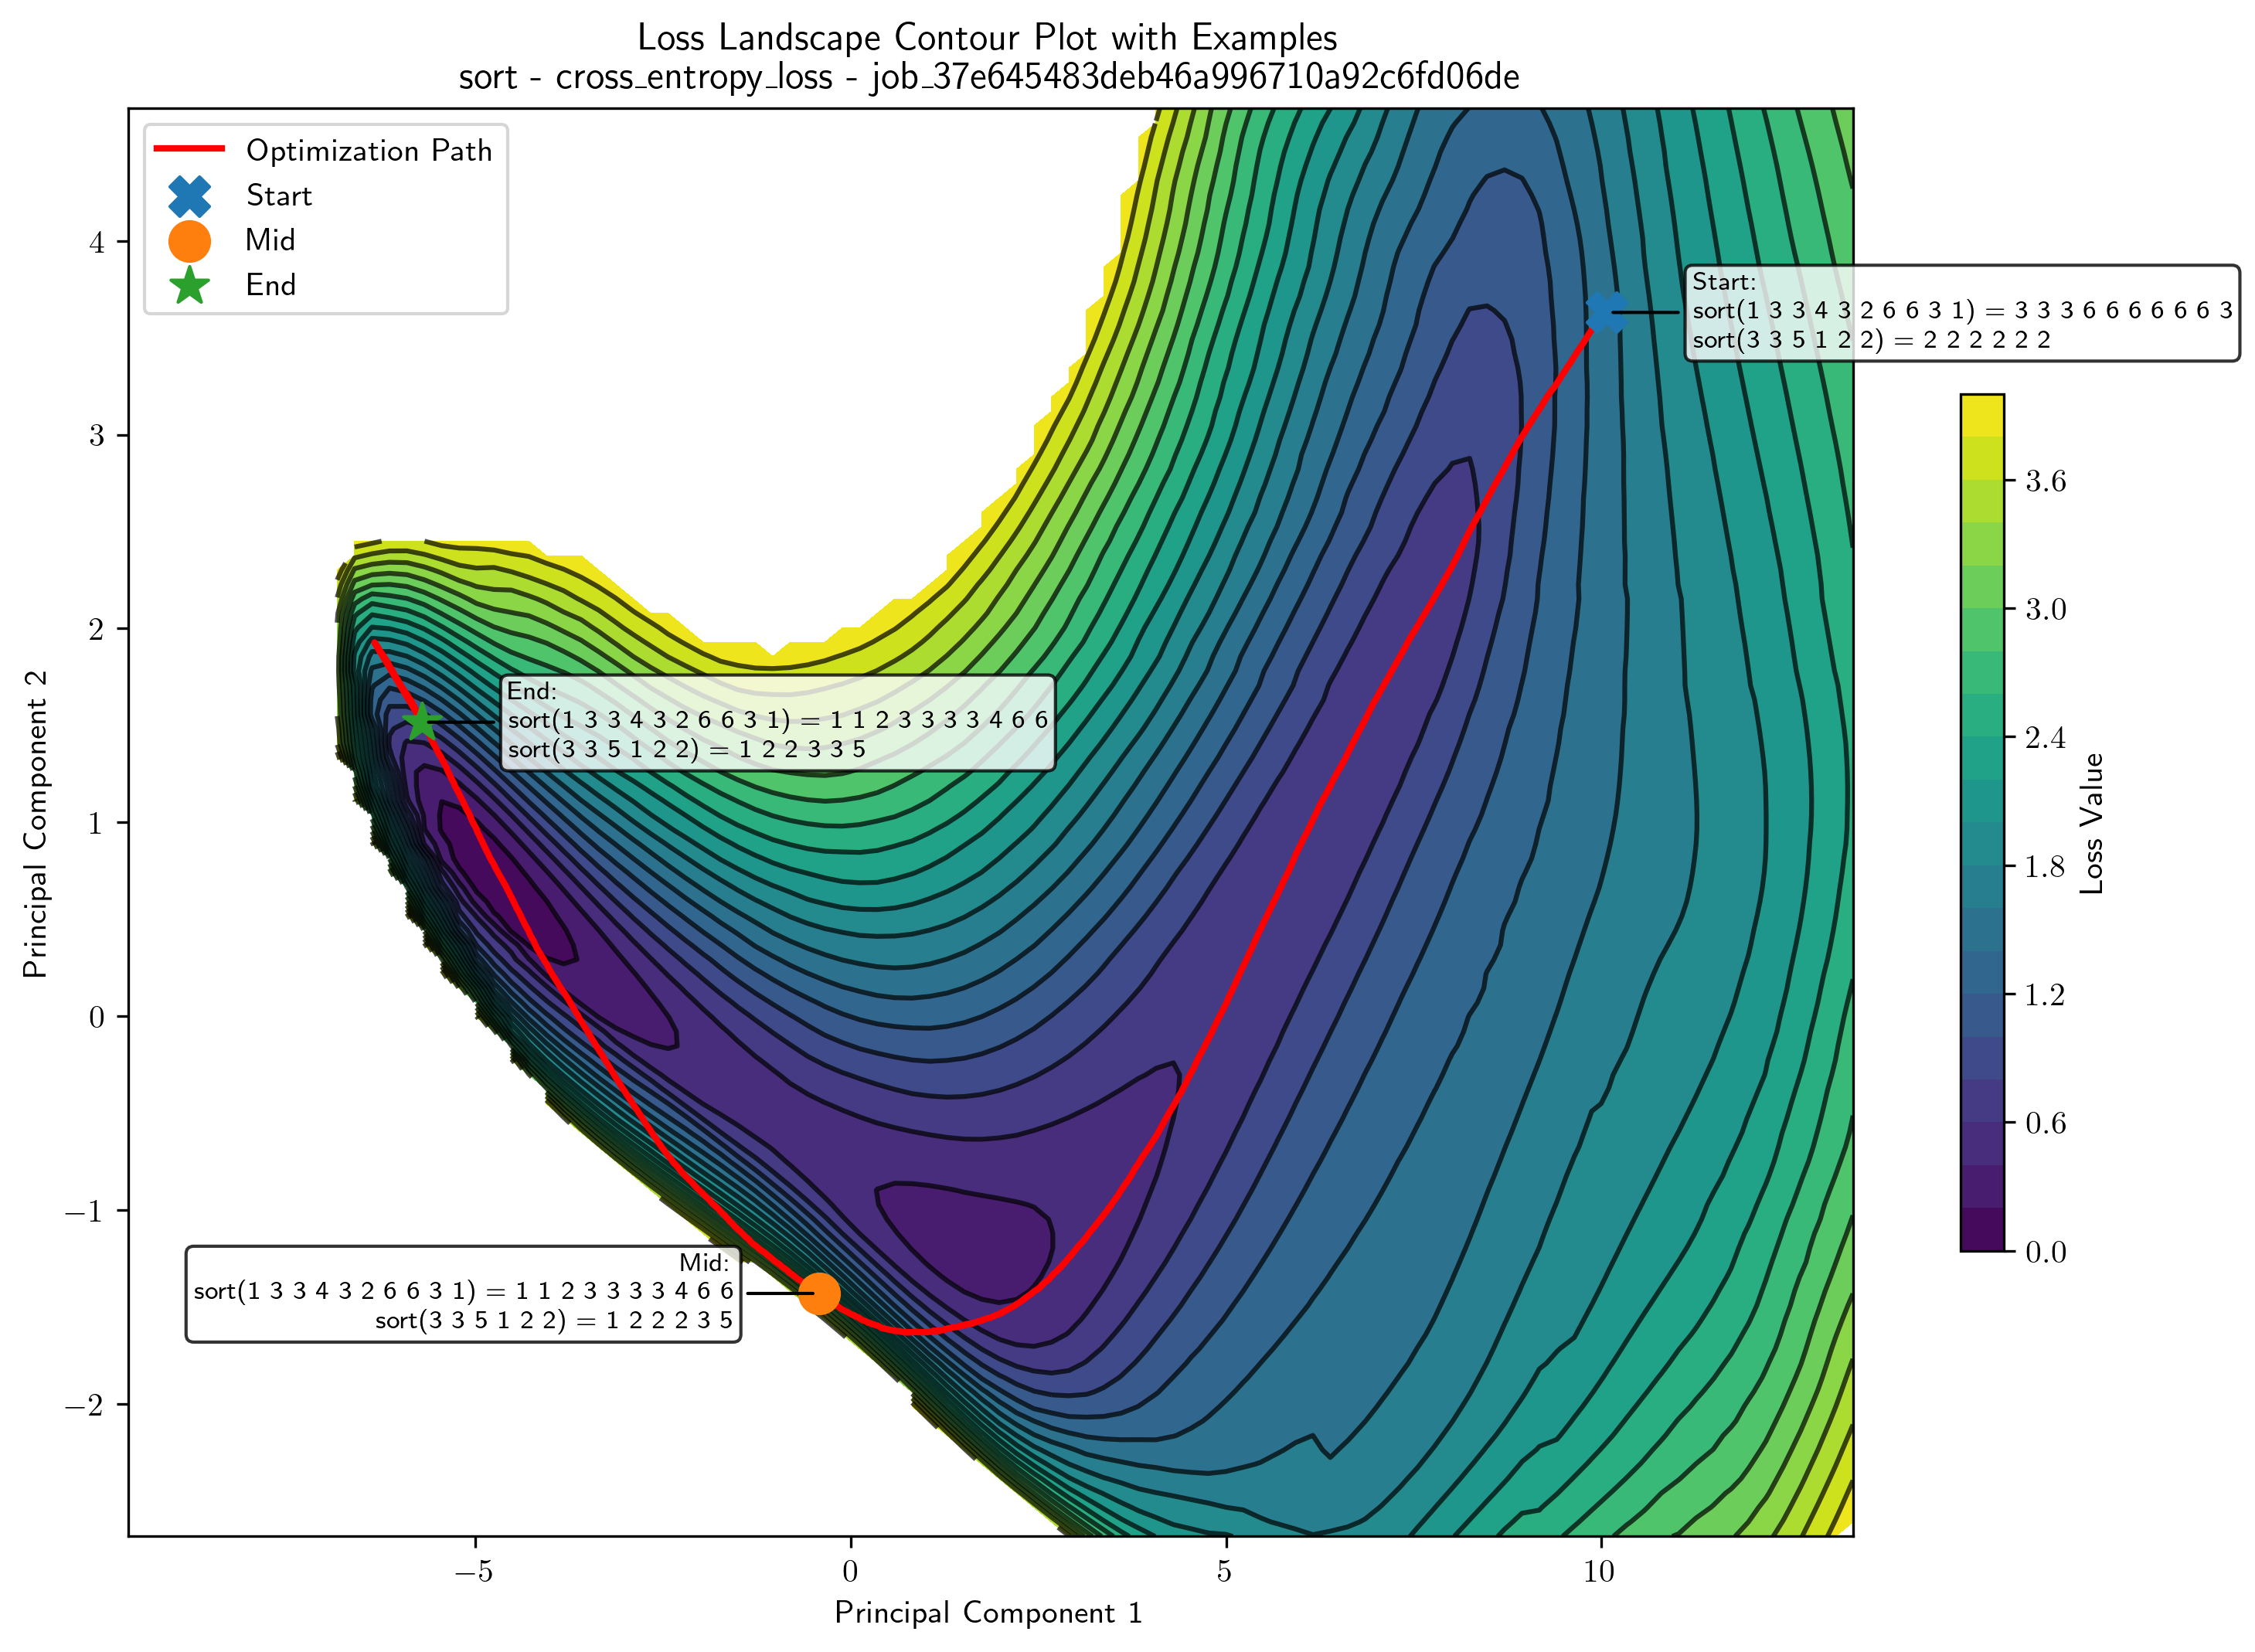 Loss Landscape Contour Plot with Examples
sort - cross_entropy_loss - job_37e645483deb46a996710a92c6fd06de
Optimization Path
Start
Mid
End
4
3
2
1
0
−1
−2
Principal Component 2
Start:
sort(1 3 3 4 3 2 6 6 3 1) = 3 3 3 6 6 6 6 6 6 3
sort(3 3 5 1 2 2) = 2 2 2 2 2 2
End:
sort(1 3 3 4 3 2 6 6 3 1) = 1 1 2 3 3 3 3 4 6 6
sort(3 3 5 1 2 2) = 1 2 2 3 3 5
Mid:
sort(1 3 3 4 3 2 6 6 3 1) = 1 1 2 3 3 3 3 4 6 6
sort(3 3 5 1 2 2) = 1 2 2 2 3 5
−5
0
5
10
Principal Component 1
3.6
3.0
2.4
1.8
1.2
0.6
0.0
Loss Value